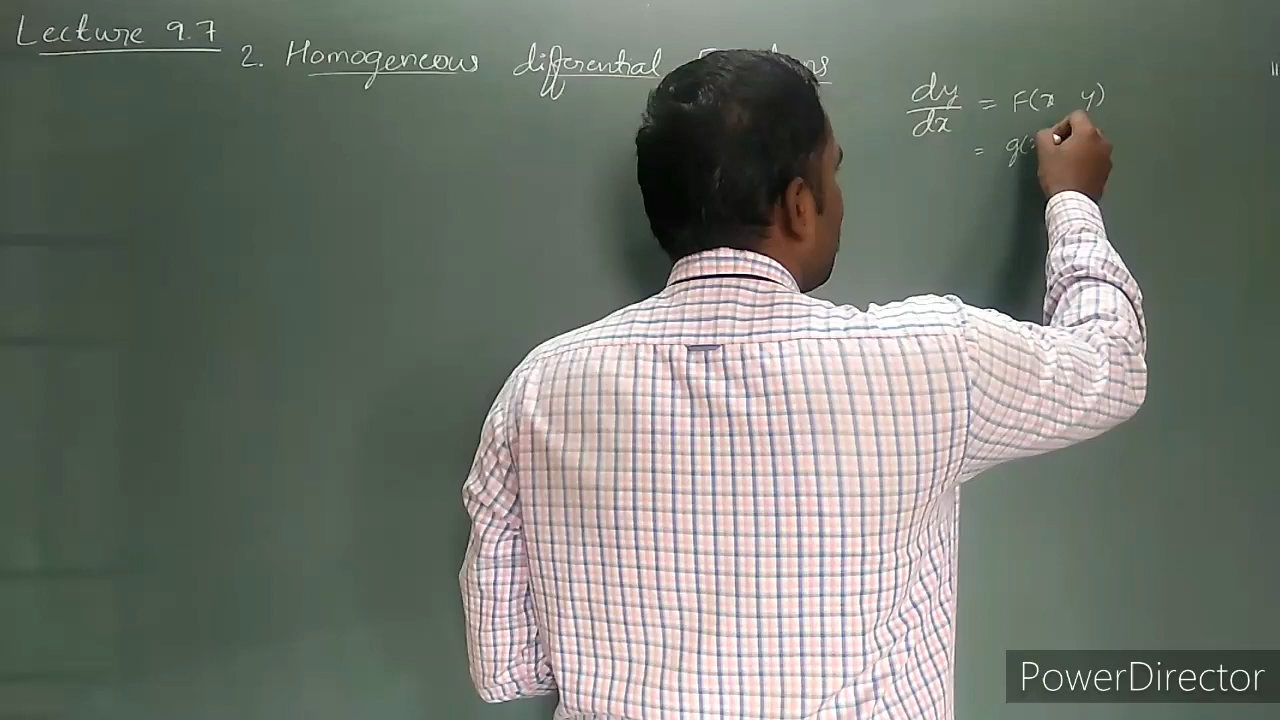 Lecture 9.7
2. Homogeneous differential
dy/dx = F(x y)
= g(
PowerDirector